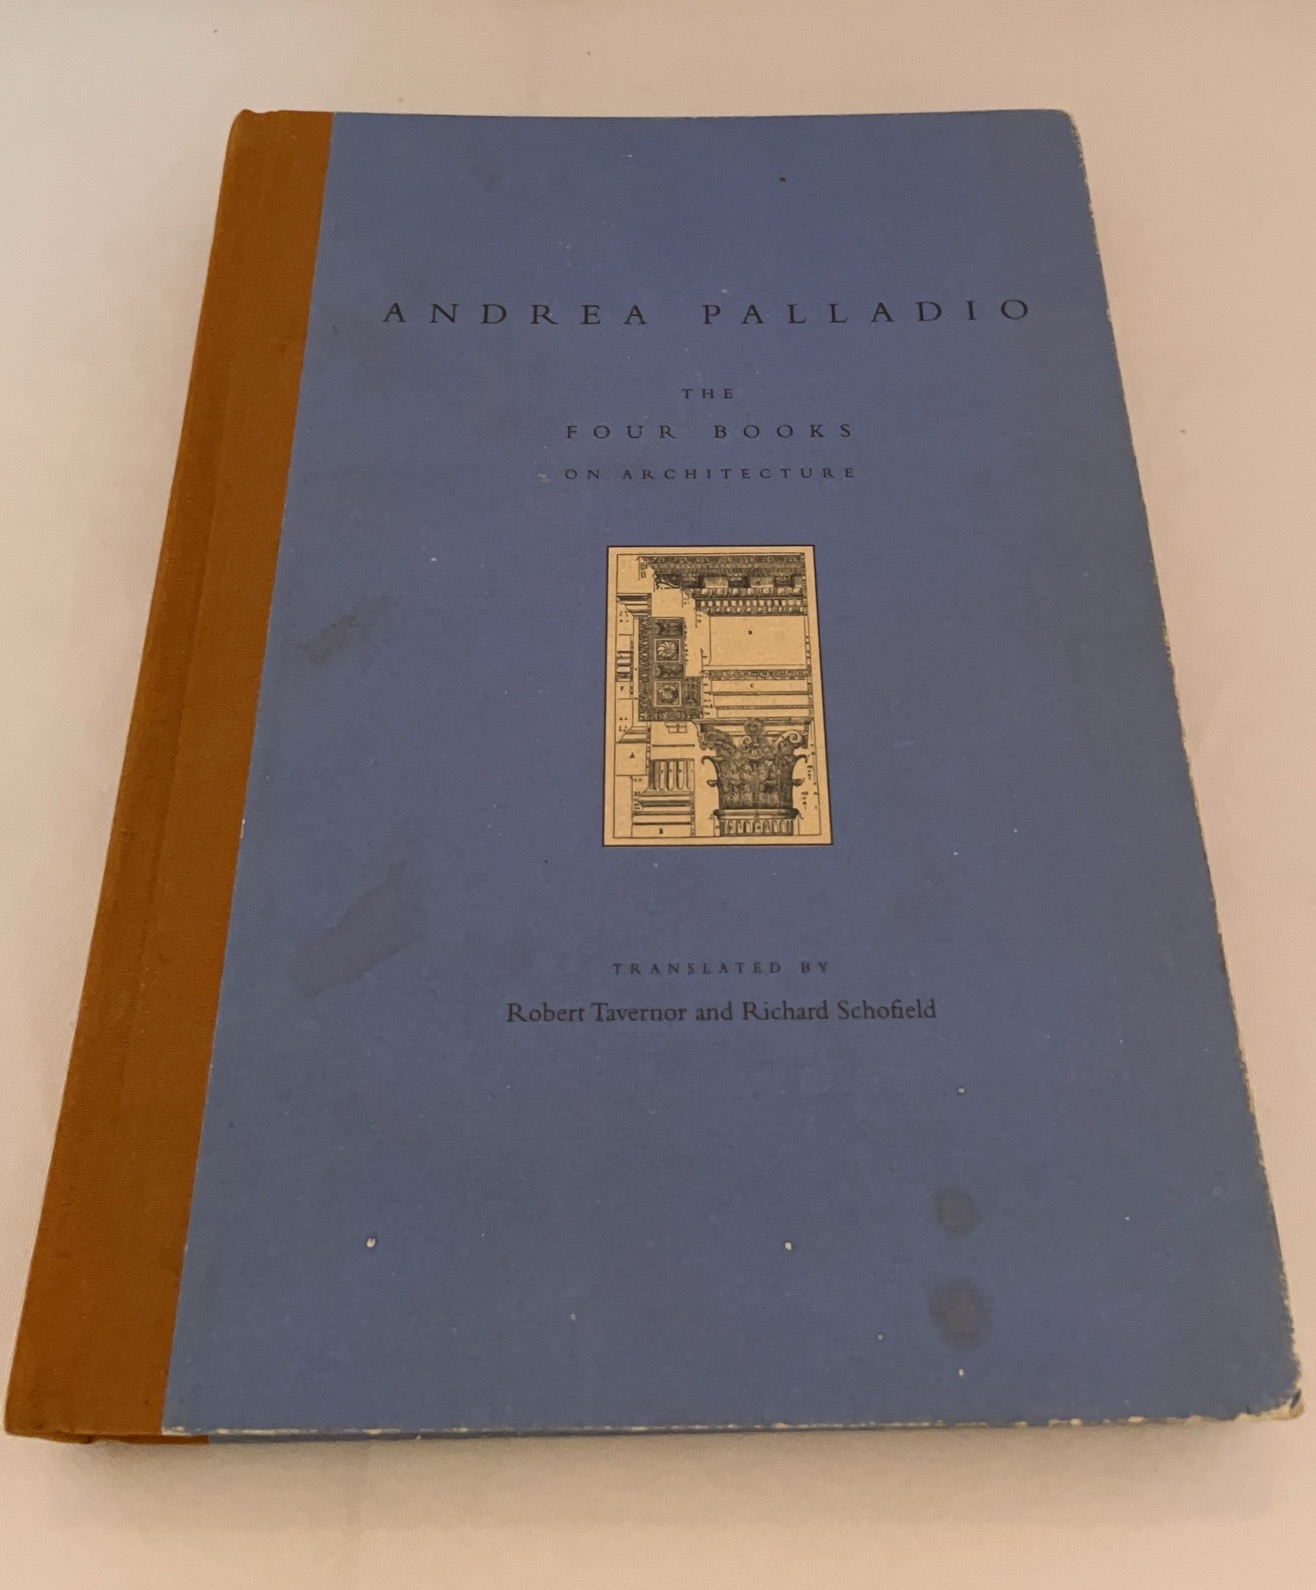 ANDREA PALLADIO
THE
FOUR BOOKS
ON ARCHITECTURE
TRANSLATED BY
Robert Tavernor and Richard Schofield